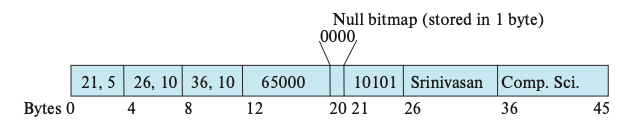 Null bitmap (stored in 1 byte)
0000
21, 5 26, 10 36, 10 65000 10101 Srinivasan Comp. Sci.
Bytes 0 4 8 12 20 21 26 36 45